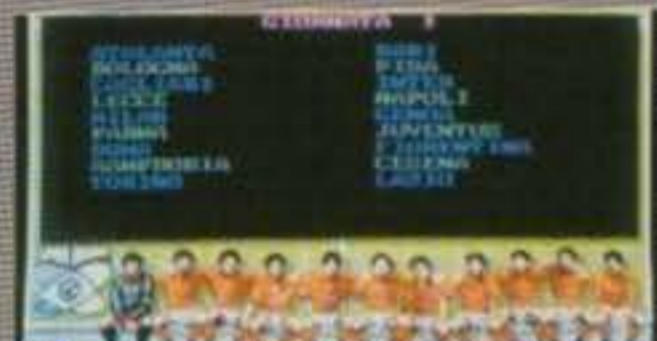 GIORNATA 1
ATALANTA BARI
BOLOGNA PISA
CAGLIARI INTER
LECCE NAPOLI
MILAN GENOA
PARMA JUVENTUS
ROMA FIORENTINA
SAMPDORIA CESENA
TORINO LAZIO